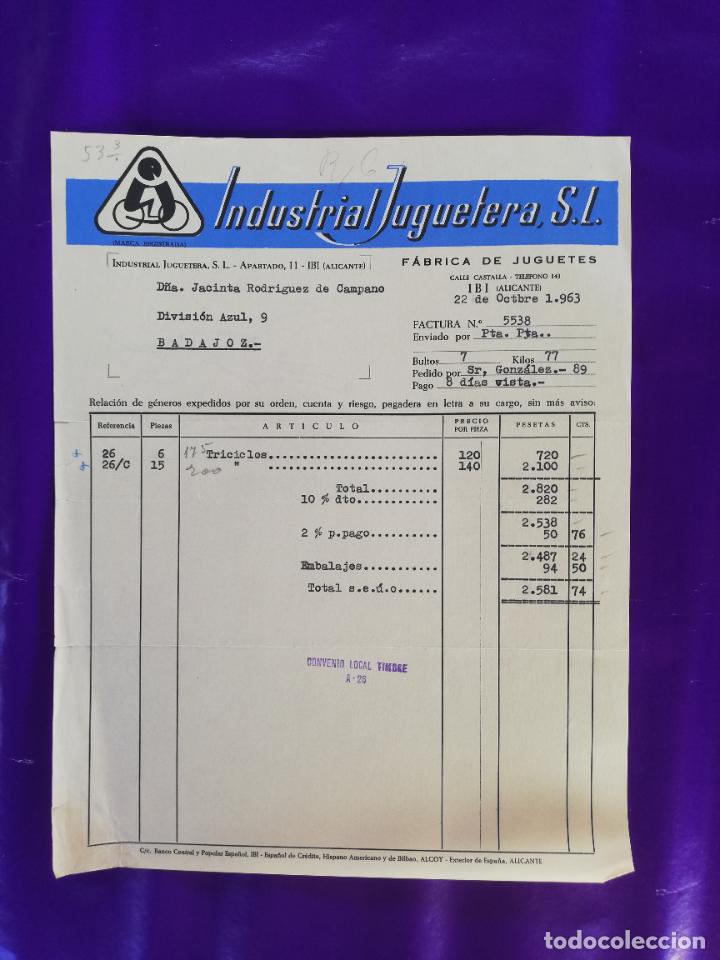 53 3
R/G
Industrial Juguetera, S.L.
(MARCA REGISTRADA)
INDUSTRIAL JUGUETERA, S. L. - APARTADO, 11 - IBI (ALICANTE)
FÁBRICA DE JUGUETES
CALLE CASTALLA - TELEFONO 141
IBI (ALICANTE)
Dña. Jacinta Rodriguez de Campano
22 de Octbre 1.963
División Azul, 9
FACTURA N.º 5538
Enviado por Pta. Pta..
BADAJOZ.-
Bultos 7 Kilos 77
Pedido por Sr, González.- 89
Pago 8 días vista.-
Relación de géneros expedidos por su orden, cuenta y riesgo, pagadera en letra a su cargo, sin más aviso:
Referencia Piezas ARTICULO PRECIO POR PIEZA PESETAS CTS.
26 6 175 Triciclos.................... 120 720 -
26/C 15 200 " .................... 140 2.100 -
Total.......... 2.820 -
10 % dto.......... 282 -
2.538 -
2 % p.pago.......... 50 76
2.487 24
Embalajes.......... 94 50
Total s.e.ú.o...... 2.581 74
CONVENIO LOCAL TIMBRE
A-26
C/c. Banco Central y Popular Español, IBI - Español de Crédito, Hispano Americano y de Bilbao, ALCOY - Exterior de España, ALICANTE
todocoleccion